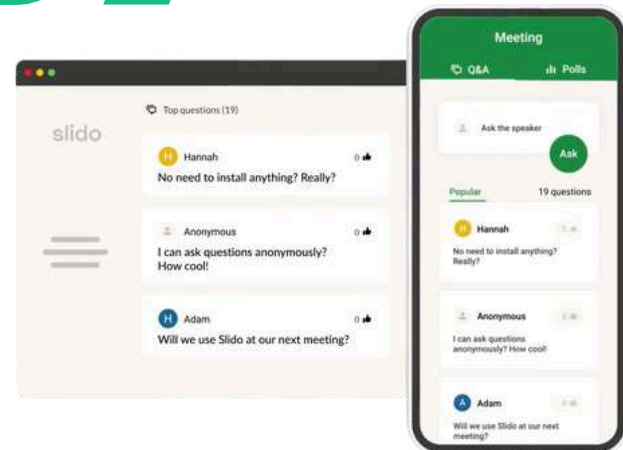 slido
Top questions (19)
H Hannah
0
No need to install anything? Really?
Anonymous
0
I can ask questions anonymously?
How cool!
H Adam
0
Will we use Slido at our next meeting?
Meeting
Q&A Polls
Ask the speaker
Ask
Popular 19 questions
H Hannah
No need to install anything?
Really?
Anonymous
I can ask questions
anonymously? How cool!
A Adam
Will we use Slido at our next
meeting?